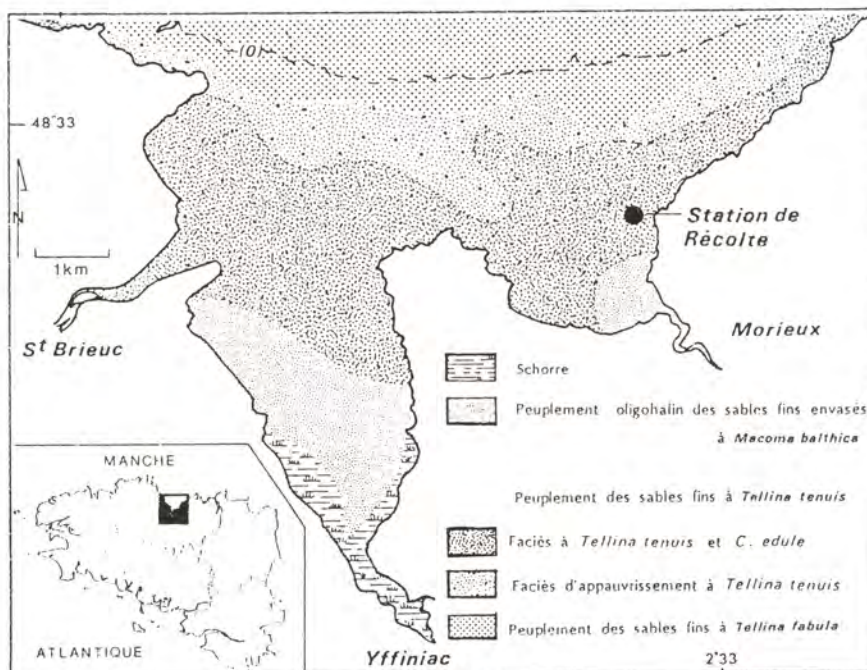 (0)
48°33
N
1km
Station de
Récolte
St Brieuc
Morieux
Schorre
Peuplement oligohalin des sables fins envasés
à Macoma balthica
Peuplement des sables fins à Tellina tenuis
Faciès à Tellina tenuis et C. edule
Faciès d'appauvrissement à Tellina tenuis
Peuplement des sables fins à Tellina fabula
MANCHE
ATLANTIQUE
Yffiniac
2°33